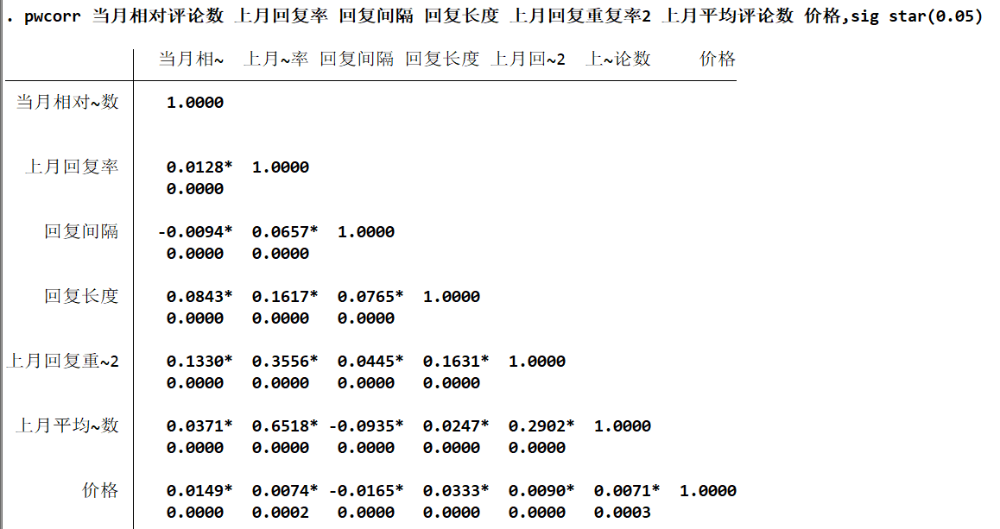 . pwcorr 当月相对评论数 上月回复率 回复间隔 回复长度 上月回复重复率2 上月平均评论数 价格,sig star(0.05)
当月相~ 上月~率 回复间隔 回复长度 上月回~2 上~论数 价格
当月相对~数 1.0000
上月回复率 0.0128* 1.0000
0.0000
回复间隔 -0.0094* 0.0657* 1.0000
0.0000 0.0000
回复长度 0.0843* 0.1617* 0.0765* 1.0000
0.0000 0.0000 0.0000
上月回复重~2 0.1330* 0.3556* 0.0445* 0.1631* 1.0000
0.0000 0.0000 0.0000 0.0000
上月平均~数 0.0371* 0.6518* -0.0935* 0.0247* 0.2902* 1.0000
0.0000 0.0000 0.0000 0.0000 0.0000
价格 0.0149* 0.0074* -0.0165* 0.0333* 0.0090* 0.0071* 1.0000
0.0000 0.0002 0.0000 0.0000 0.0000 0.0003